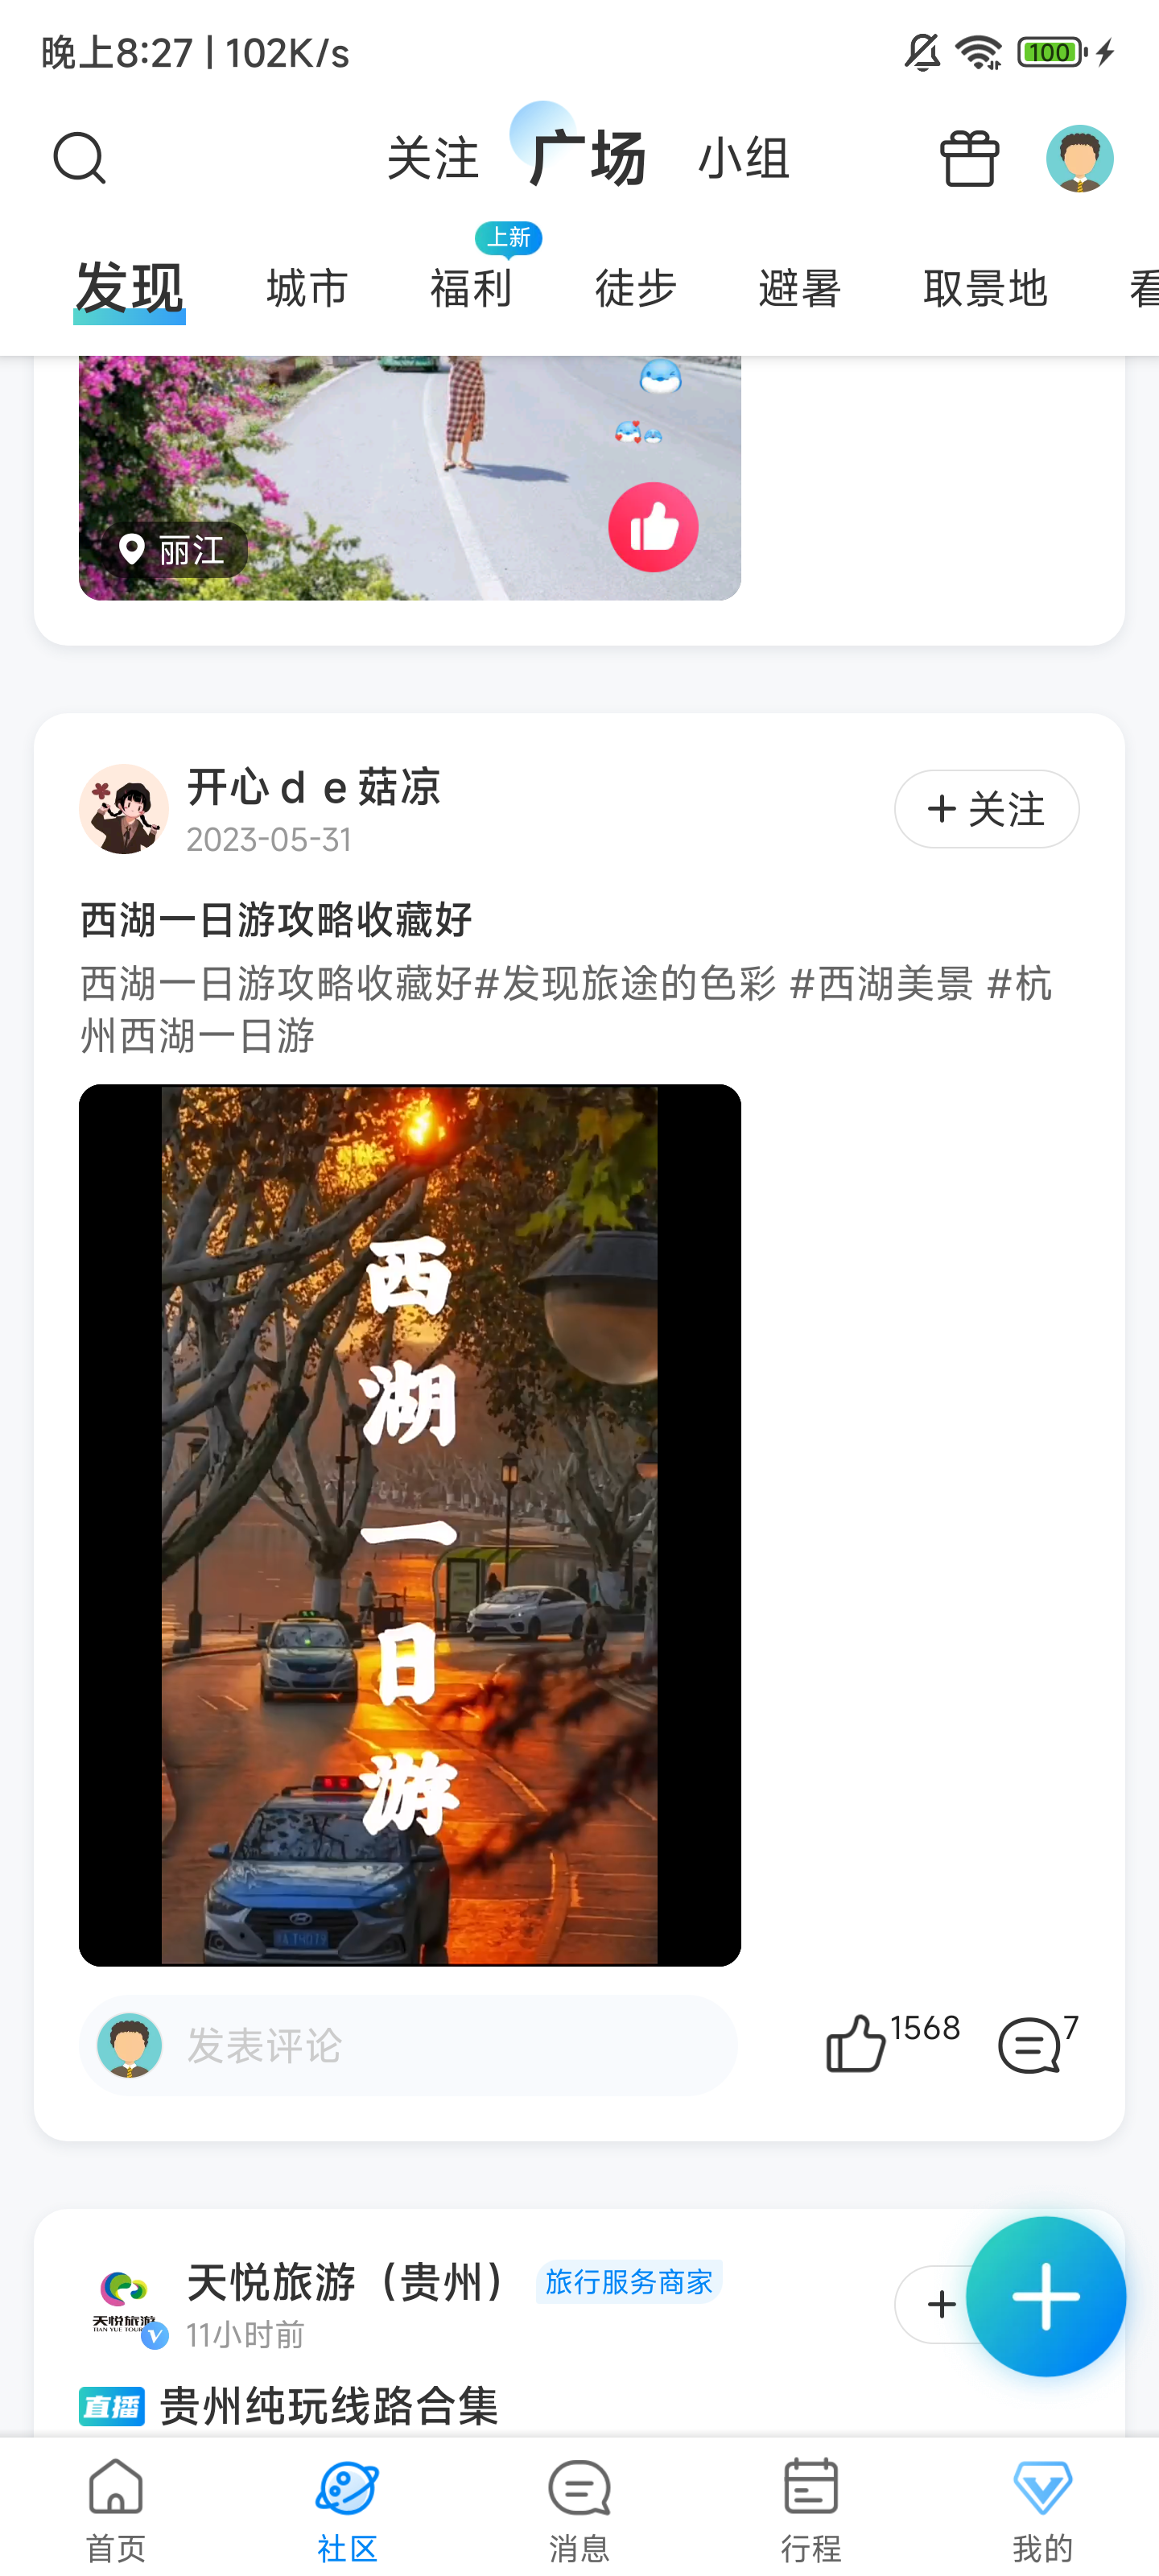 晚上8:27 | 102K/s
100
关注 广场 小组
上新
发现 城市 福利 徒步 避暑 取景地 看
丽江
开心ｄｅ菇凉
2023-05-31
+ 关注
西湖一日游攻略收藏好
西湖一日游攻略收藏好#发现旅途的色彩 #西湖美景 #杭
州西湖一日游
西
湖
一
日
游
发表评论
1568
7
天悦旅游（贵州） 旅行服务商家
天悦旅游
11小时前
直播 贵州纯玩线路合集
首页 社区 消息 行程 我的